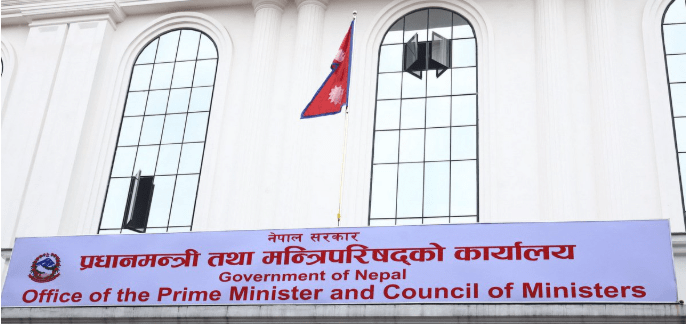 नेपाल सरकार
प्रधानमन्त्री तथा मन्त्रिपरिषद्को कार्यालय
Government of Nepal
Office of the Prime Minister and Council of Ministers